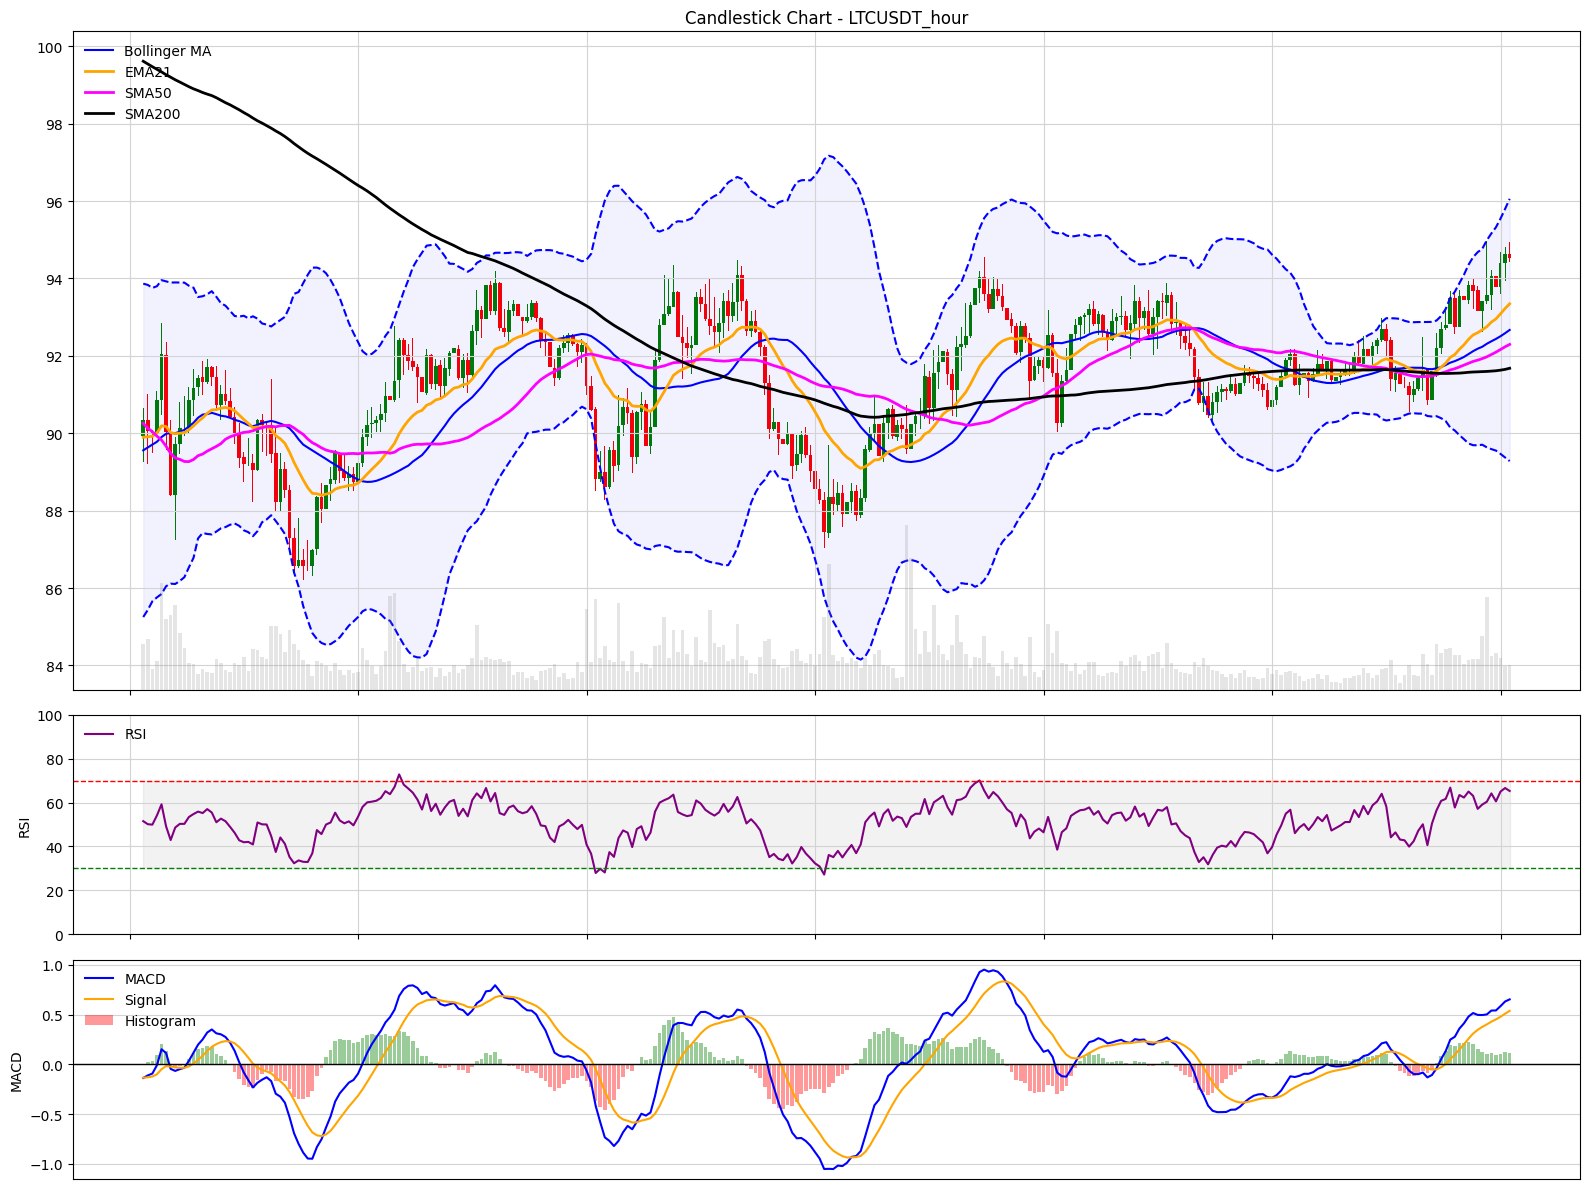 Candlestick Chart - LTCUSDT_hour
100
98
96
94
92
90
88
86
84
Bollinger MA
EMA21
SMA50
SMA200
100
80
60
40
20
0
RSI
RSI
1.0
0.5
0.0
−0.5
−1.0
MACD
MACD
Signal
Histogram